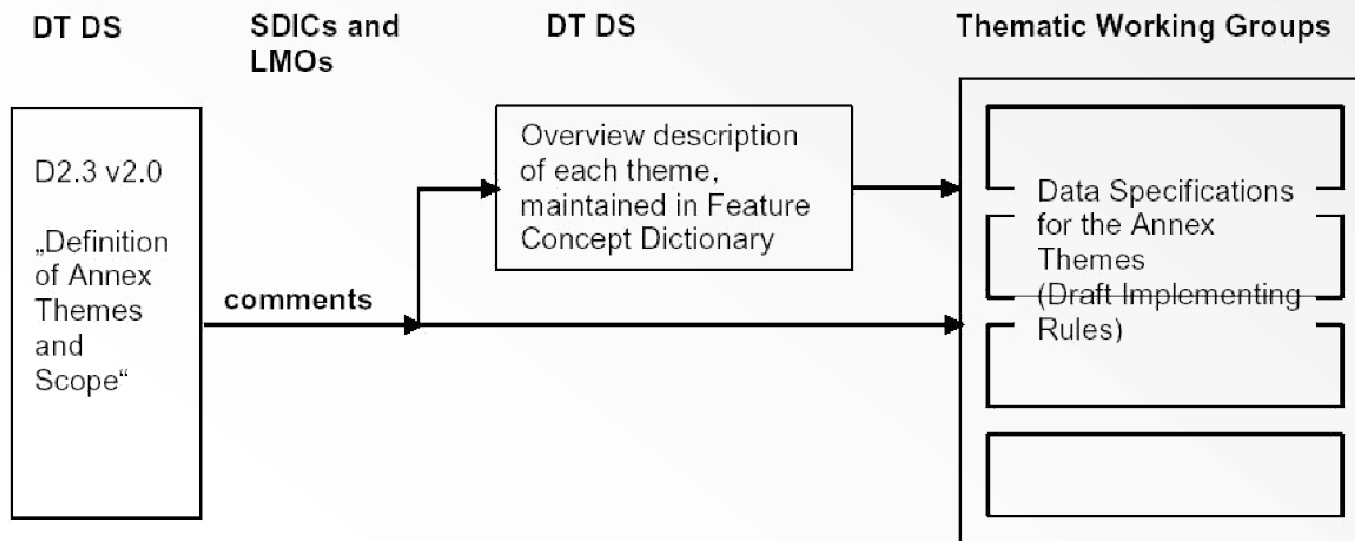 DT DS
SDICs and
LMOs
DT DS
Thematic Working Groups
D2.3 v2.0
„Definition
of Annex
Themes
and
Scope“
comments
Overview description
of each theme,
maintained in Feature
Concept Dictionary
Data Specifications
for the Annex
Themes
(Draft Implementing
Rules)